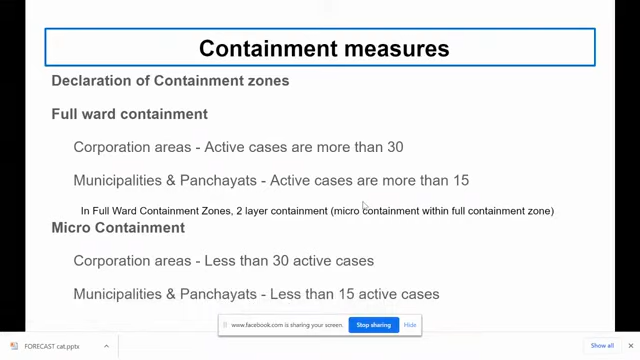 Containment measures
Declaration of Containment zones
Full ward containment
Corporation areas - Active cases are more than 30
Municipalities & Panchayats - Active cases are more than 15
In Full Ward Containment Zones, 2 layer containment (micro containment within full containment zone)
Micro Containment
Corporation areas - Less than 30 active cases
Municipalities & Panchayats - Less than 15 active cases
www.facebook.com is sharing your screen. Stop sharing Hide
FORECAST cat.pptx Show all